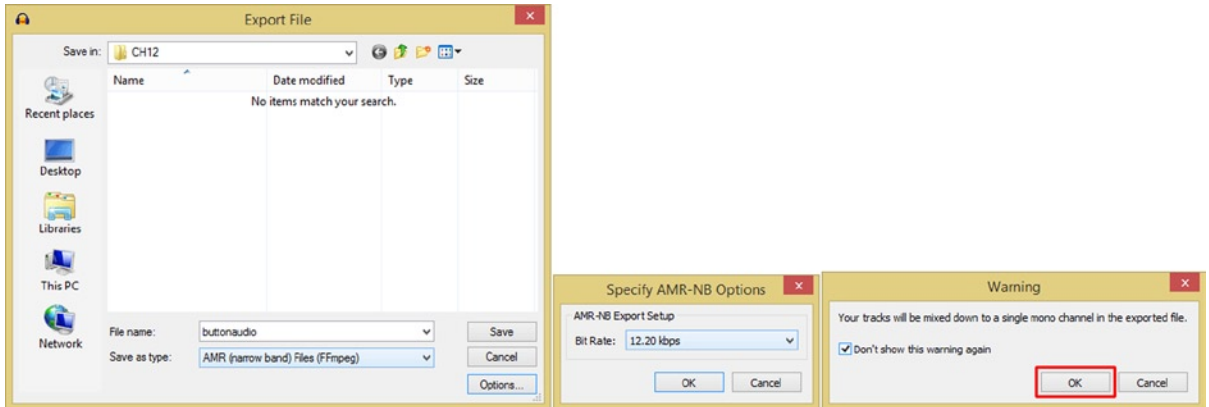 Export File
Save in: CH12
Name Date modified Type Size
No items match your search.
Recent places
Desktop
Libraries
This PC
Network
File name: buttonaudio Save
Save as type: AMR (narrow band) Files (FFmpeg) Cancel
Options...
Specify AMR-NB Options
AMR-NB Export Setup
Bit Rate: 12.20 kbps
OK Cancel
Warning
Your tracks will be mixed down to a single mono channel in the exported file.
Don't show this warning again
OK Cancel